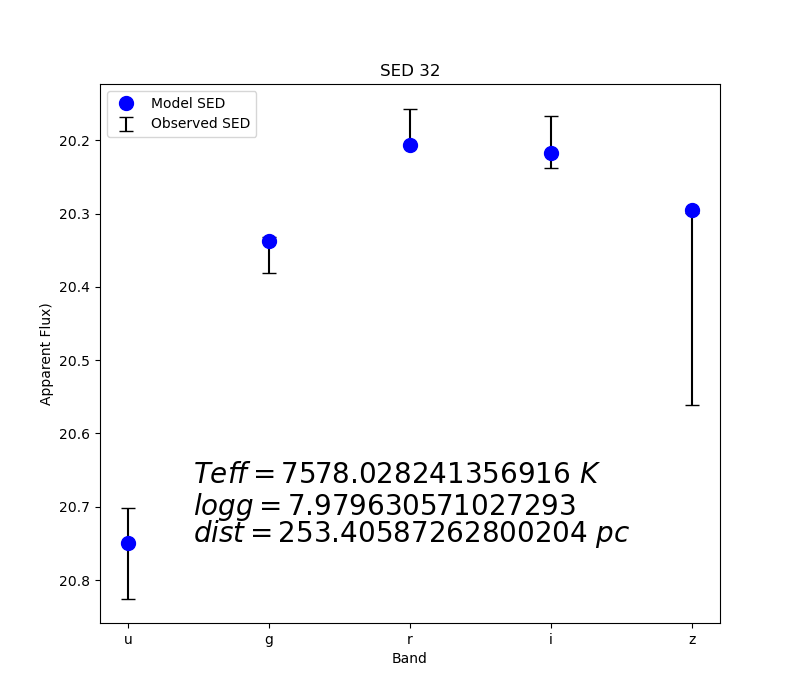 SED 32
Model SED
Observed SED
20.2
20.3
20.4
20.5
20.6
20.7
20.8
Apparent Flux)
Teff = 7578.028241356916 K
logg = 7.979630571027293
dist = 253.40587262800204 pc
u g r i z
Band